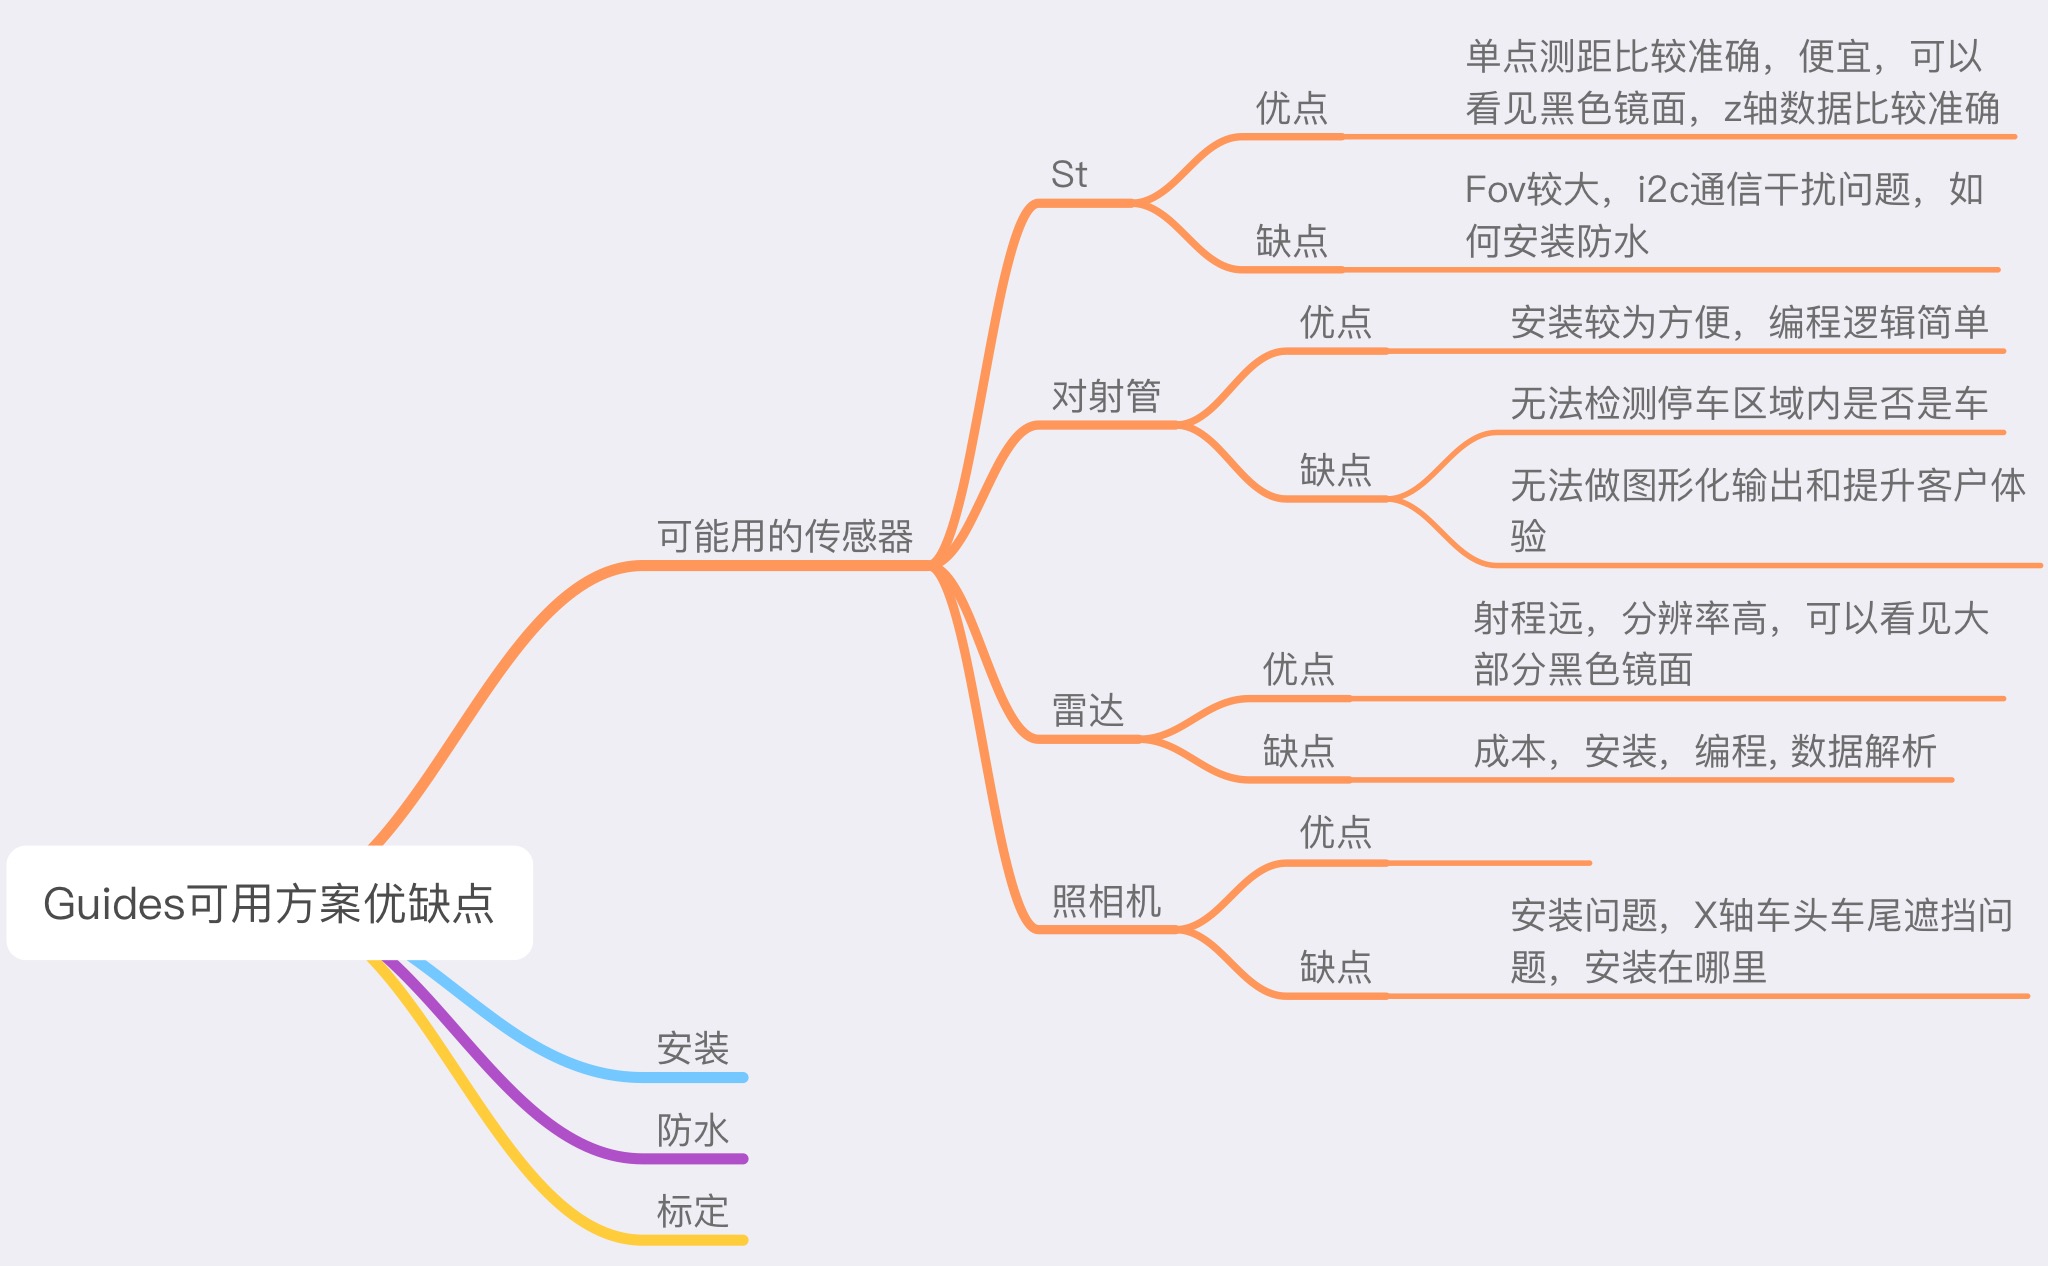 Guides可用方案优缺点
可能用的传感器
St
优点
单点测距比较准确，便宜，可以
看见黑色镜面，z轴数据比较准确
缺点
Fov较大，i2c通信干扰问题，如
何安装防水
对射管
优点
安装较为方便，编程逻辑简单
缺点
无法检测停车区域内是否是车
无法做图形化输出和提升客户体
验
雷达
优点
射程远，分辨率高，可以看见大
部分黑色镜面
缺点
成本，安装，编程, 数据解析
照相机
优点
缺点
安装问题，X轴车头车尾遮挡问
题，安装在哪里
安装
防水
标定